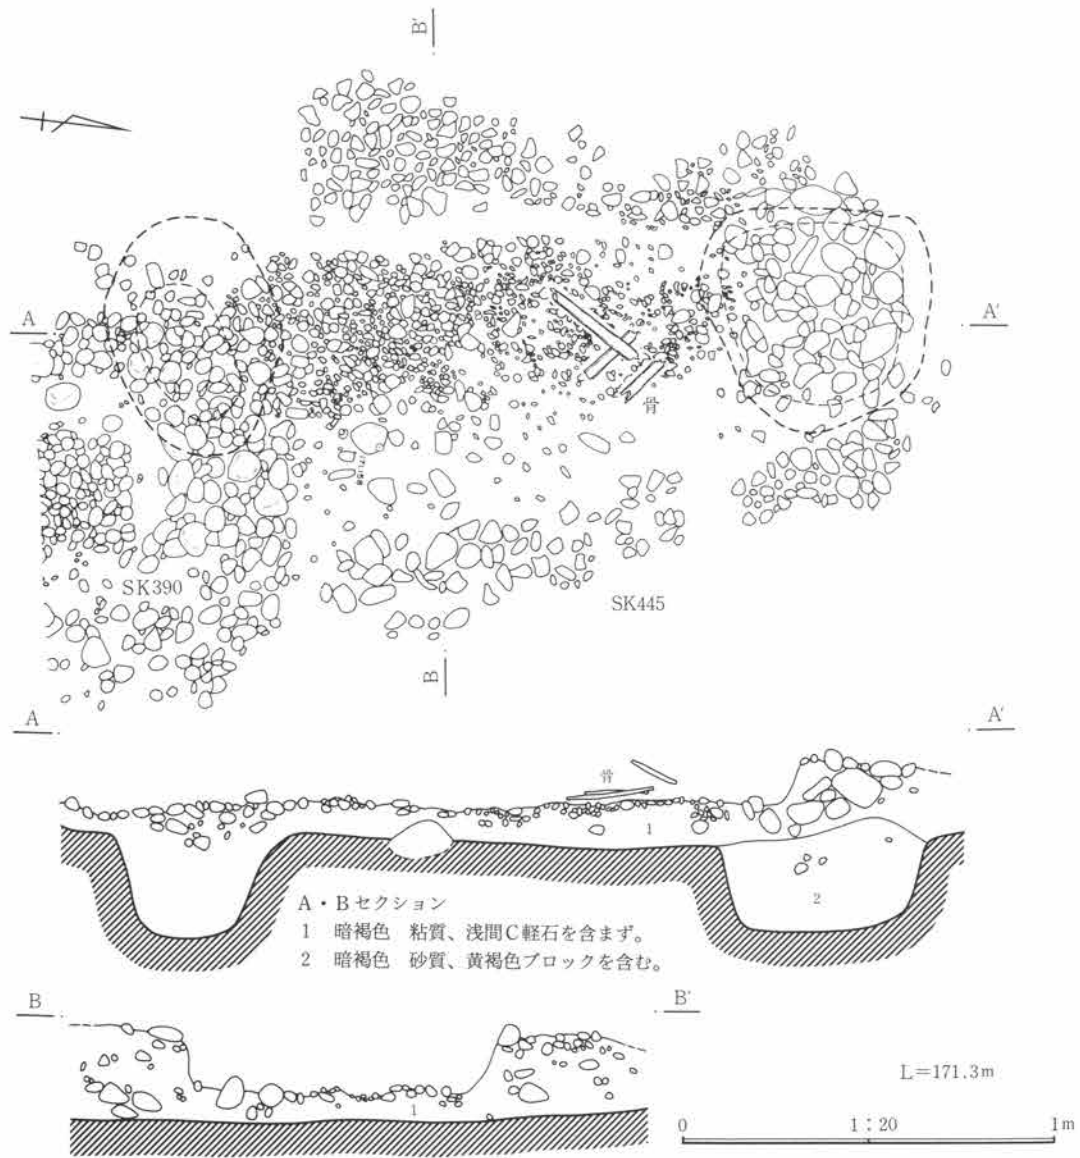 B'
A
A'
骨
SK390
SK445
B
A
A'
骨
1
2
A・Bセクション
1 暗褐色 粘質、浅間C軽石を含まず。
2 暗褐色 砂質、黄褐色ブロックを含む。
B
B'
1
L=171.3m
0 1:20 1m